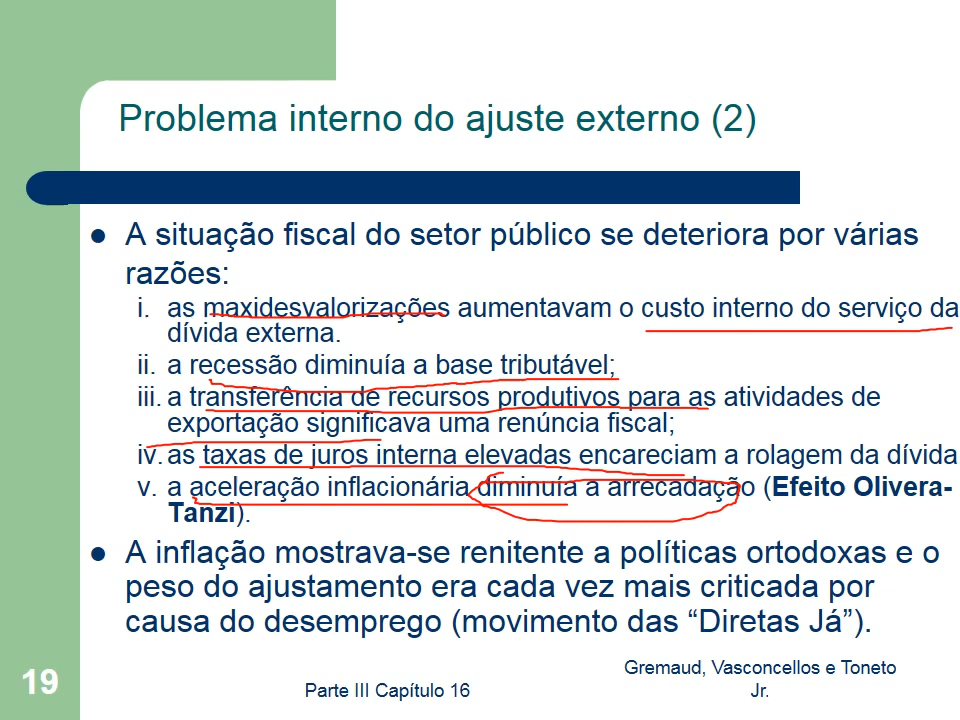 Problema interno do ajuste externo (2)
● A situação fiscal do setor público se deteriora por várias
razões:
i. as maxidesvalorizações aumentavam o custo interno do serviço da
dívida externa.
ii. a recessão diminuía a base tributável;
iii. a transferência de recursos produtivos para as atividades de
exportação significava uma renúncia fiscal;
iv. as taxas de juros interna elevadas encareciam a rolagem da dívida
v. a aceleração inflacionária diminuía a arrecadação (Efeito Olivera-
Tanzi).
● A inflação mostrava-se renitente a políticas ortodoxas e o
peso do ajustamento era cada vez mais criticada por
causa do desemprego (movimento das “Diretas Já”).
19
Parte III Capítulo 16
Gremaud, Vasconcellos e Toneto
Jr.